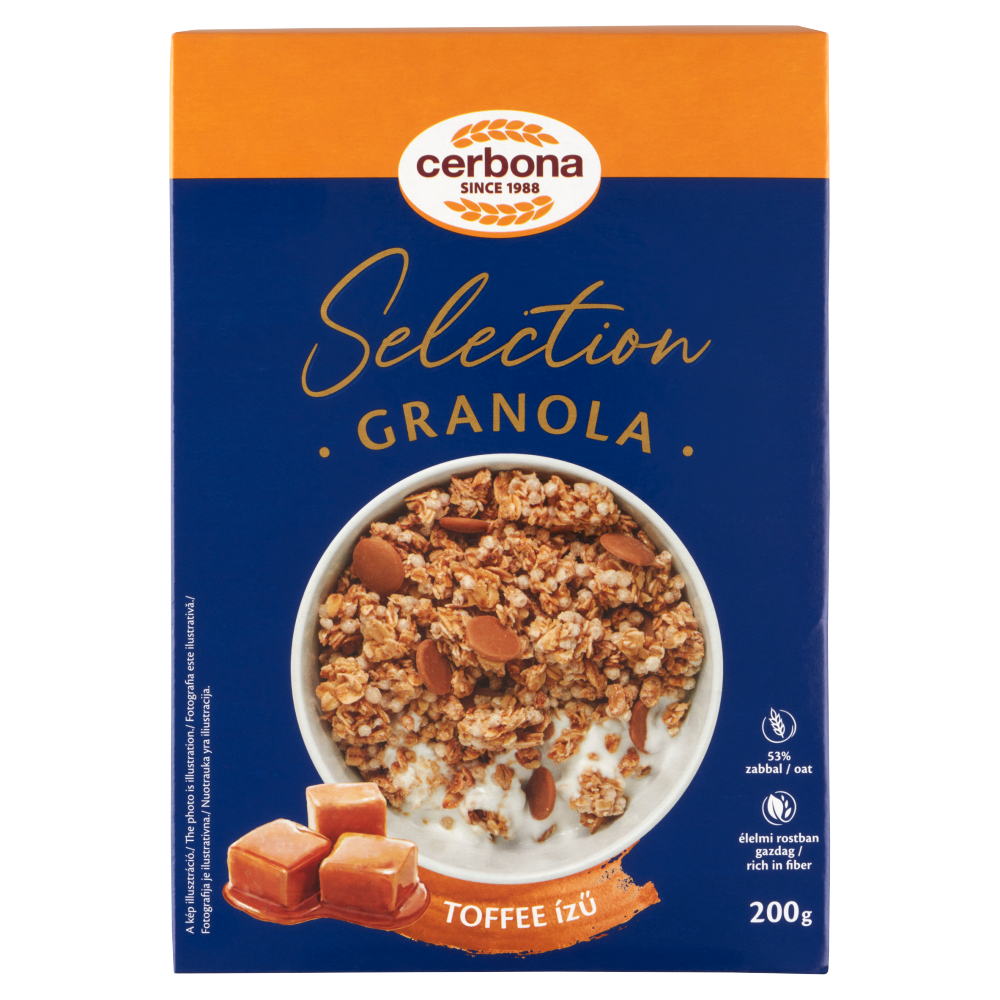 cerbona
SINCE 1988
Selection
• GRANOLA •
53%
zabbal / oat
élelmi rostban
gazdag /
rich in fiber
200g
TOFFEE ízű
A kép illusztráció./ The photo is illustration./ Fotografia este ilustrativă./
Fotografija je ilustrativna./ Nuotrauka yra iliustracija.